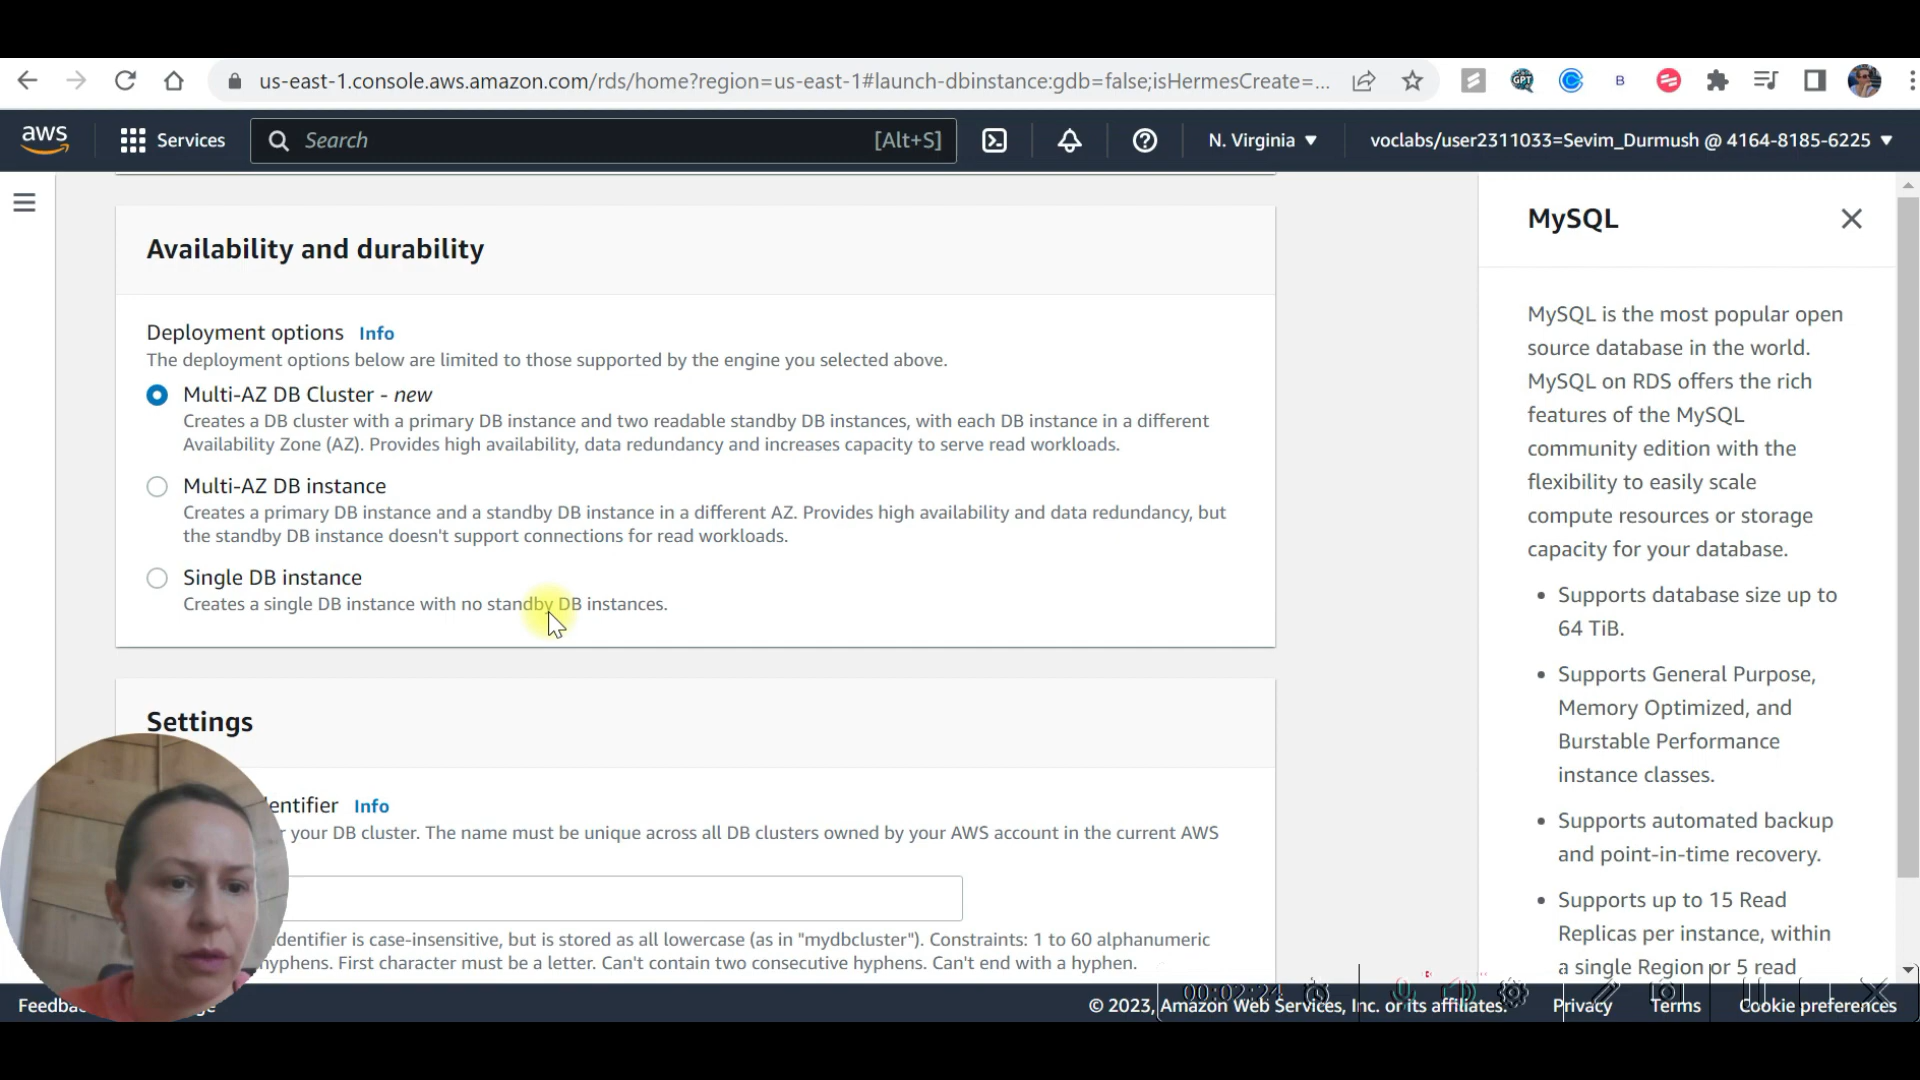 us-east-1.console.aws.amazon.com/rds/home?region=us-east-1#launch-dbinstance:gdb=false;isHermesCreate=...
GPT
B
aws
Services
Search
[Alt+S]
N. Virginia
voclabs/user2311033=Sevim_Durmush @ 4164-8185-6225
Availability and durability
Deployment options Info
The deployment options below are limited to those supported by the engine you selected above.
Multi-AZ DB Cluster - new
Creates a DB cluster with a primary DB instance and two readable standby DB instances, with each DB instance in a different
Availability Zone (AZ). Provides high availability, data redundancy and increases capacity to serve read workloads.
Multi-AZ DB instance
Creates a primary DB instance and a standby DB instance in a different AZ. Provides high availability and data redundancy, but
the standby DB instance doesn't support connections for read workloads.
Single DB instance
Creates a single DB instance with no standby DB instances.
Settings
entifier Info
your DB cluster. The name must be unique across all DB clusters owned by your AWS account in the current AWS
dentifier is case-insensitive, but is stored as all lowercase (as in "mydbcluster"). Constraints: 1 to 60 alphanumeric
hyphens. First character must be a letter. Can't contain two consecutive hyphens. Can't end with a hyphen.
MySQL
MySQL is the most popular open
source database in the world.
MySQL on RDS offers the rich
features of the MySQL
community edition with the
flexibility to easily scale
compute resources or storage
capacity for your database.
• Supports database size up to
64 TiB.
• Supports General Purpose,
Memory Optimized, and
Burstable Performance
instance classes.
• Supports automated backup
and point-in-time recovery.
• Supports up to 15 Read
Replicas per instance, within
a single Region or 5 read
00:02:24
Feedba
© 2023, Amazon Web Services, Inc. or its affiliates.
Privacy
Terms
Cookie preferences